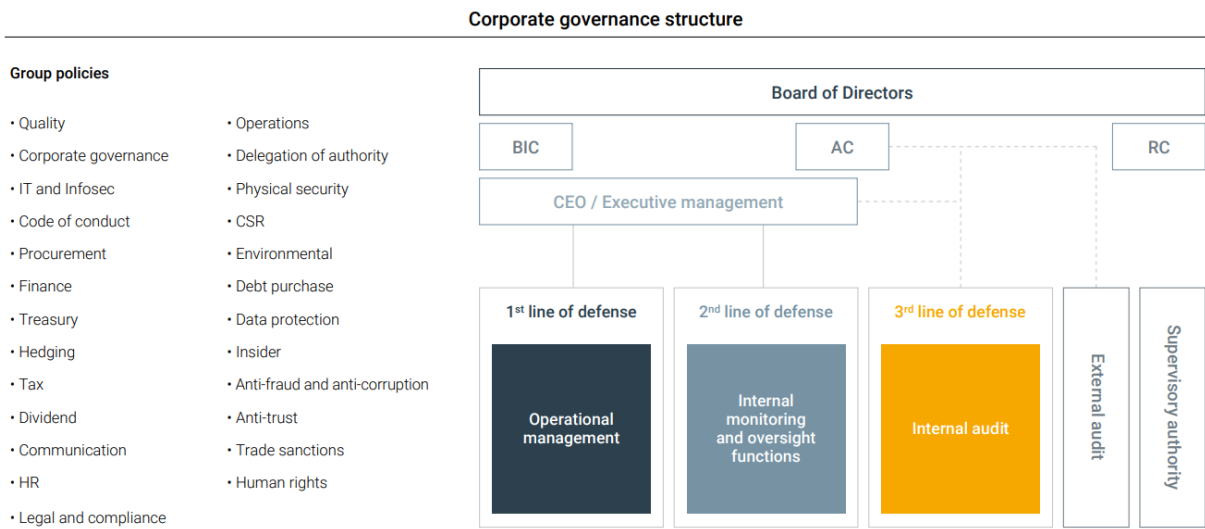 Corporate governance structure
Group policies
• Quality
• Corporate governance
• IT and Infosec
• Code of conduct
• Procurement
• Finance
• Treasury
• Hedging
• Tax
• Dividend
• Communication
• HR
• Legal and compliance
• Operations
• Delegation of authority
• Physical security
• CSR
• Environmental
• Debt purchase
• Data protection
• Insider
• Anti-fraud and anti-corruption
• Anti-trust
• Trade sanctions
• Human rights
Board of Directors
BIC
AC
RC
CEO / Executive management
1st line of defense
Operational
management
2nd line of defense
Internal
monitoring
and oversight
functions
3rd line of defense
Internal audit
External audit
Supervisory authority